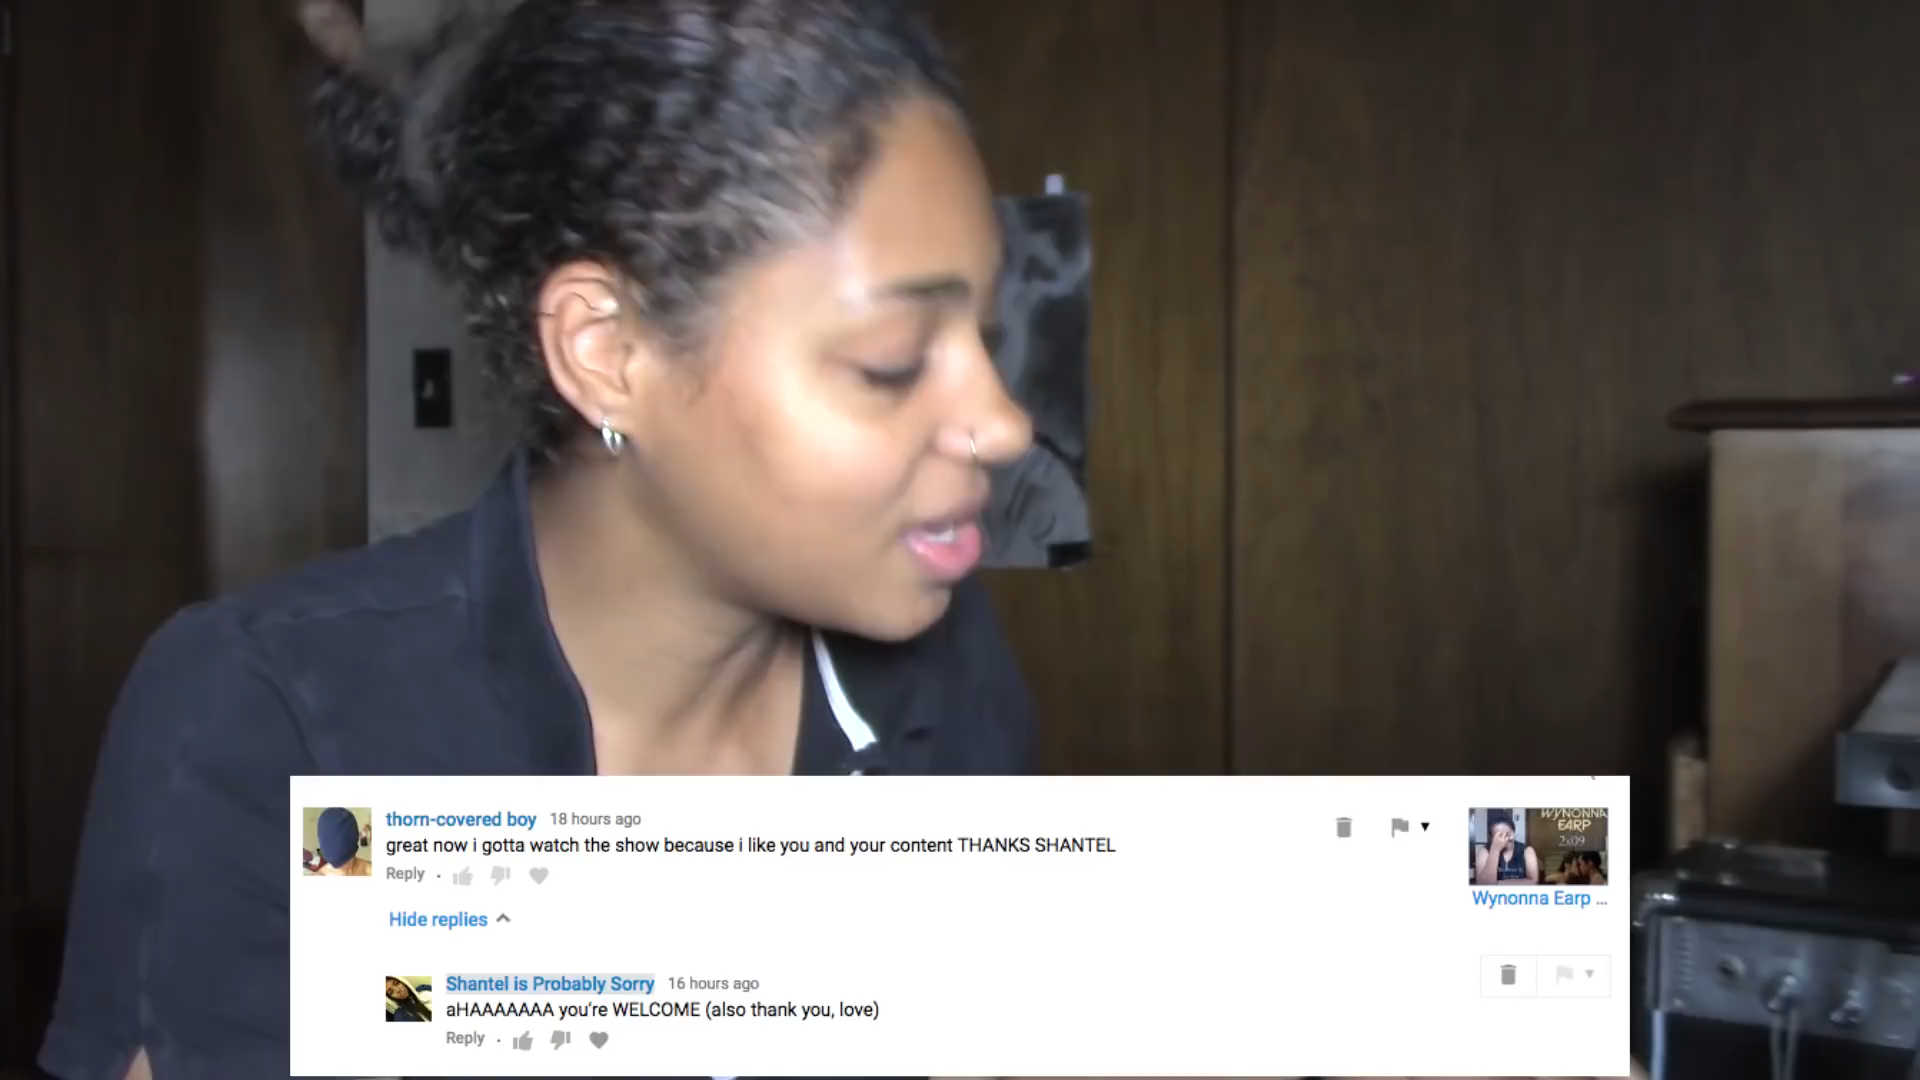 thorn-covered boy 18 hours ago
great now i gotta watch the show because i like you and your content THANKS SHANTEL
Reply
Hide replies
WYNONNA
EARP
2x09
Wynonna Earp ...
Shantel is Probably Sorry 16 hours ago
aHAAAAAAA you're WELCOME (also thank you, love)
Reply